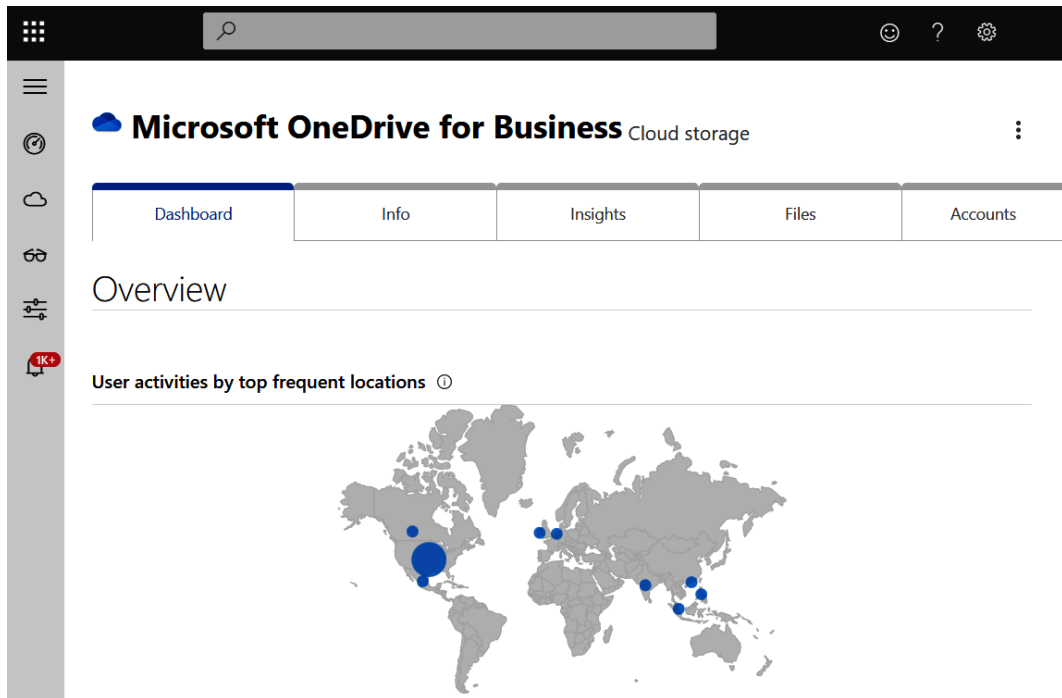 ?
Microsoft OneDrive for Business Cloud storage
Dashboard Info Insights Files Accounts
Overview
1K+
User activities by top frequent locations